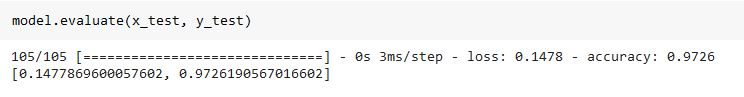 model.evaluate(x_test, y_test)
105/105 [==============================] - 0s 3ms/step - loss: 0.1478 - accuracy: 0.9726
[0.1477869600057602, 0.9726190567016602]